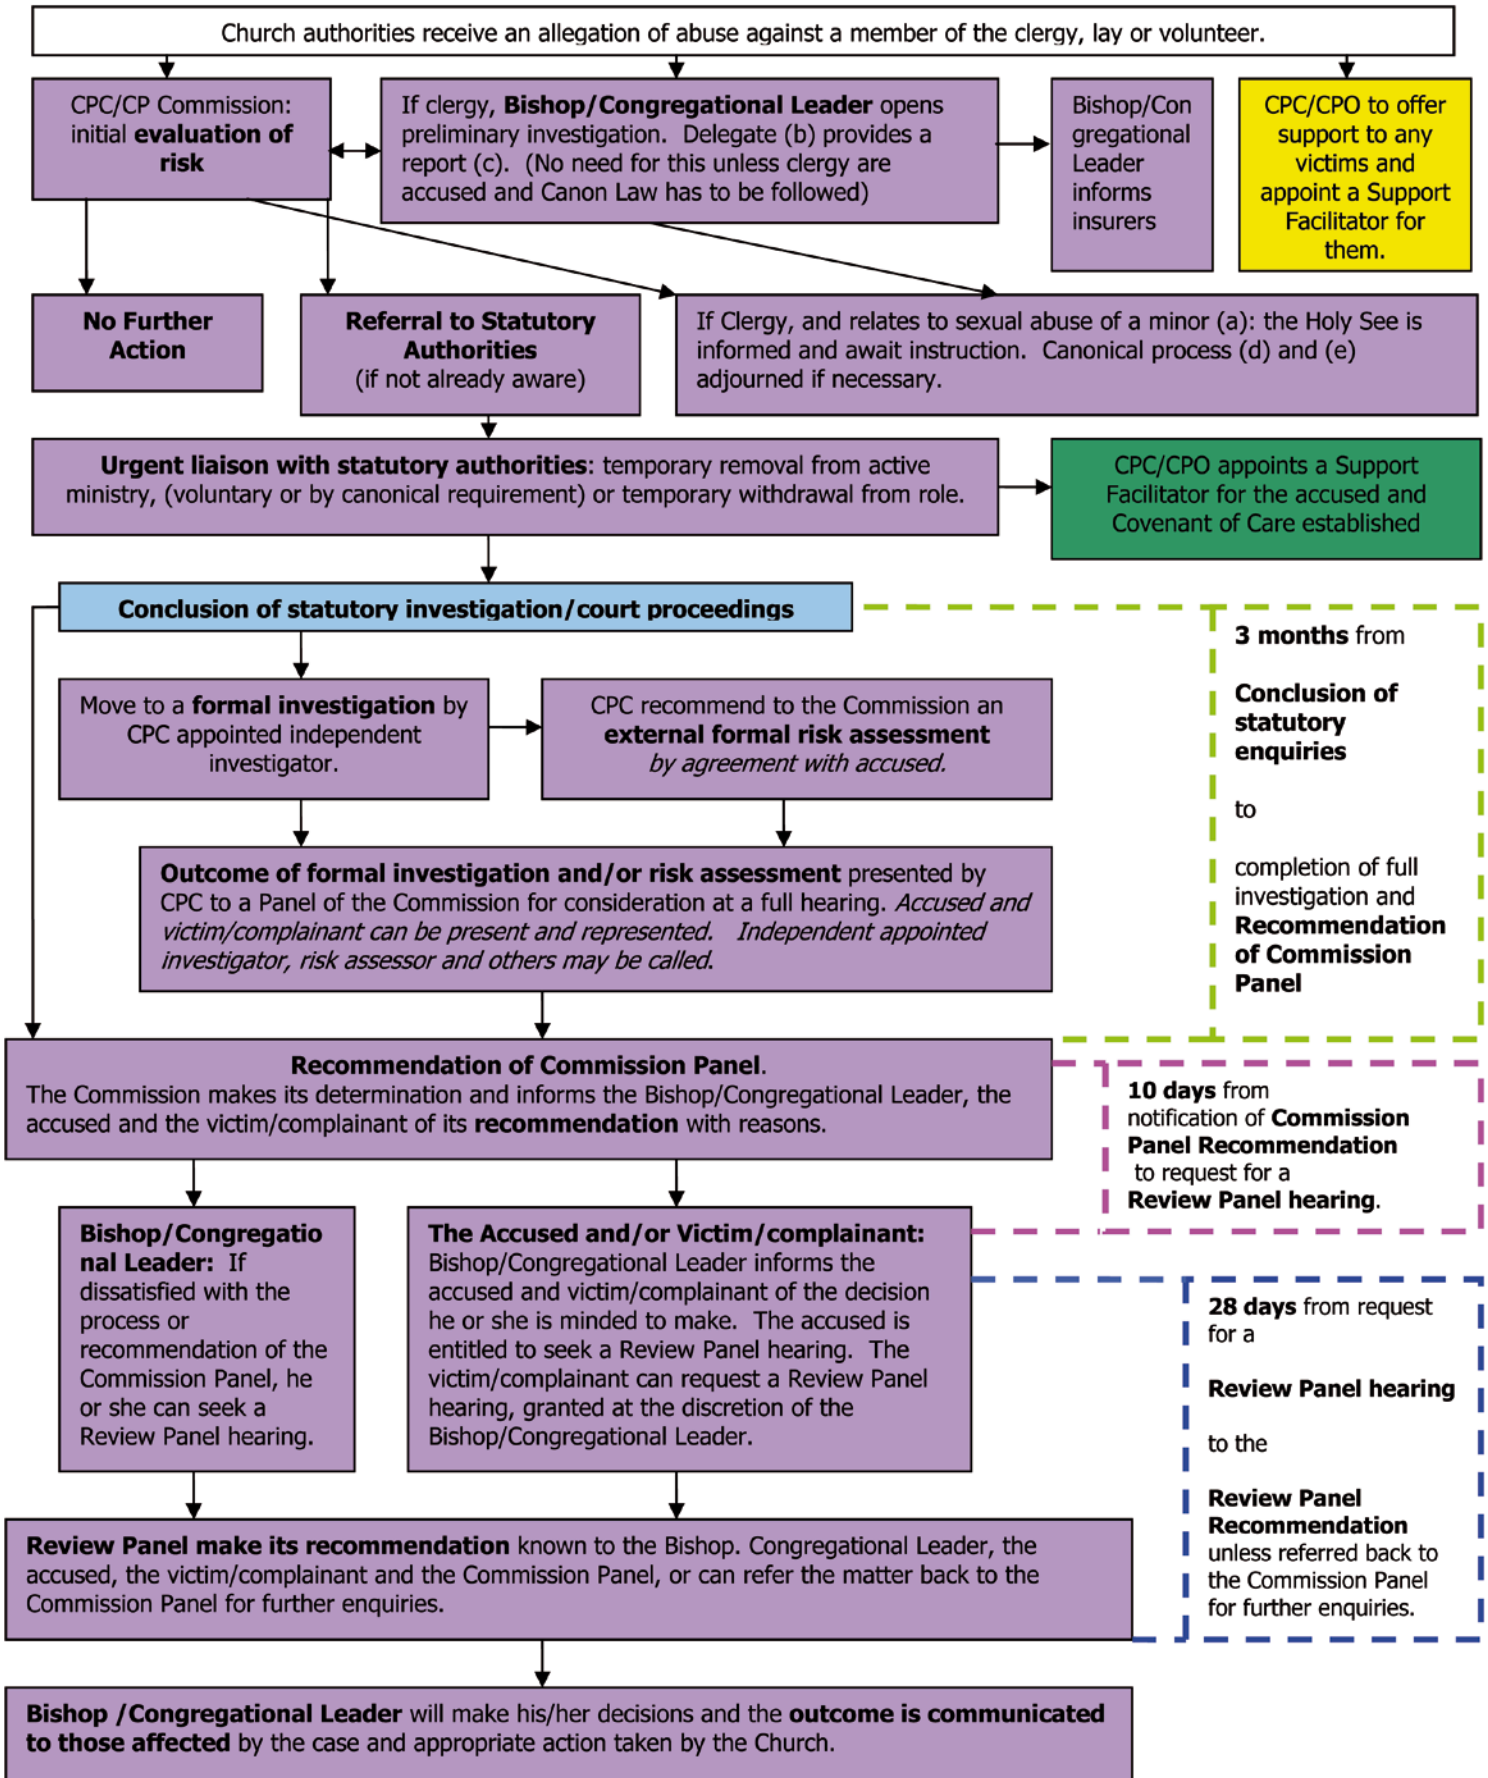 Church authorities receive an allegation of abuse against a member of the clergy, lay or volunteer.
CPC/CP Commission:
initial evaluation of
risk
If clergy, Bishop/Congregational Leader opens
preliminary investigation. Delegate (b) provides a
report (c). (No need for this unless clergy are
accused and Canon Law has to be followed)
Bishop/Con
gregational
Leader
informs
insurers
CPC/CPO to offer
support to any
victims and
appoint a Support
Facilitator for
them.
No Further
Action
Referral to Statutory
Authorities
(if not already aware)
If Clergy, and relates to sexual abuse of a minor (a): the Holy See is
informed and await instruction. Canonical process (d) and (e)
adjourned if necessary.
Urgent liaison with statutory authorities: temporary removal from active
ministry, (voluntary or by canonical requirement) or temporary withdrawal from role.
CPC/CPO appoints a Support
Facilitator for the accused and
Covenant of Care established
Conclusion of statutory investigation/court proceedings
Move to a formal investigation by
CPC appointed independent
investigator.
CPC recommend to the Commission an
external formal risk assessment
by agreement with accused.
Outcome of formal investigation and/or risk assessment presented by
CPC to a Panel of the Commission for consideration at a full hearing. Accused and
victim/complainant can be present and represented. Independent appointed
investigator, risk assessor and others may be called.
3 months from
Conclusion of
statutory
enquiries
to
completion of full
investigation and
Recommendation
of Commission
Panel
Recommendation of Commission Panel.
The Commission makes its determination and informs the Bishop/Congregational Leader, the
accused and the victim/complainant of its recommendation with reasons.
10 days from
notification of Commission
Panel Recommendation
to request for a
Review Panel hearing.
Bishop/Congregatio
nal Leader: If
dissatisfied with the
process or
recommendation of the
Commission Panel, he
or she can seek a
Review Panel hearing.
The Accused and/or Victim/complainant:
Bishop/Congregational Leader informs the
accused and victim/complainant of the decision
he or she is minded to make. The accused is
entitled to seek a Review Panel hearing. The
victim/complainant can request a Review Panel
hearing, granted at the discretion of the
Bishop/Congregational Leader.
28 days from request
for a
Review Panel hearing
to the
Review Panel
Recommendation
unless referred back to
the Commission Panel
for further enquiries.
Review Panel make its recommendation known to the Bishop. Congregational Leader, the
accused, the victim/complainant and the Commission Panel, or can refer the matter back to the
Commission Panel for further enquiries.
Bishop /Congregational Leader will make his/her decisions and the outcome is communicated
to those affected by the case and appropriate action taken by the Church.